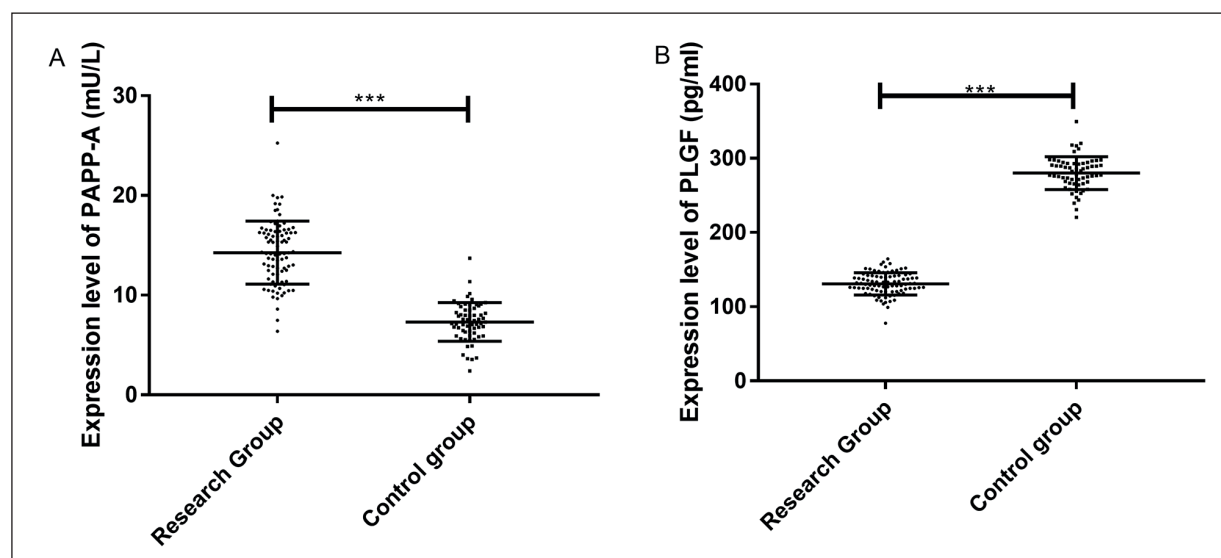 A
Expression level of PAPP-A (mU/L)
30
20
10
0
***
Research Group
Control group
B
Expression level of PLGF (pg/ml)
400
300
200
100
0
***
Research Group
Control group